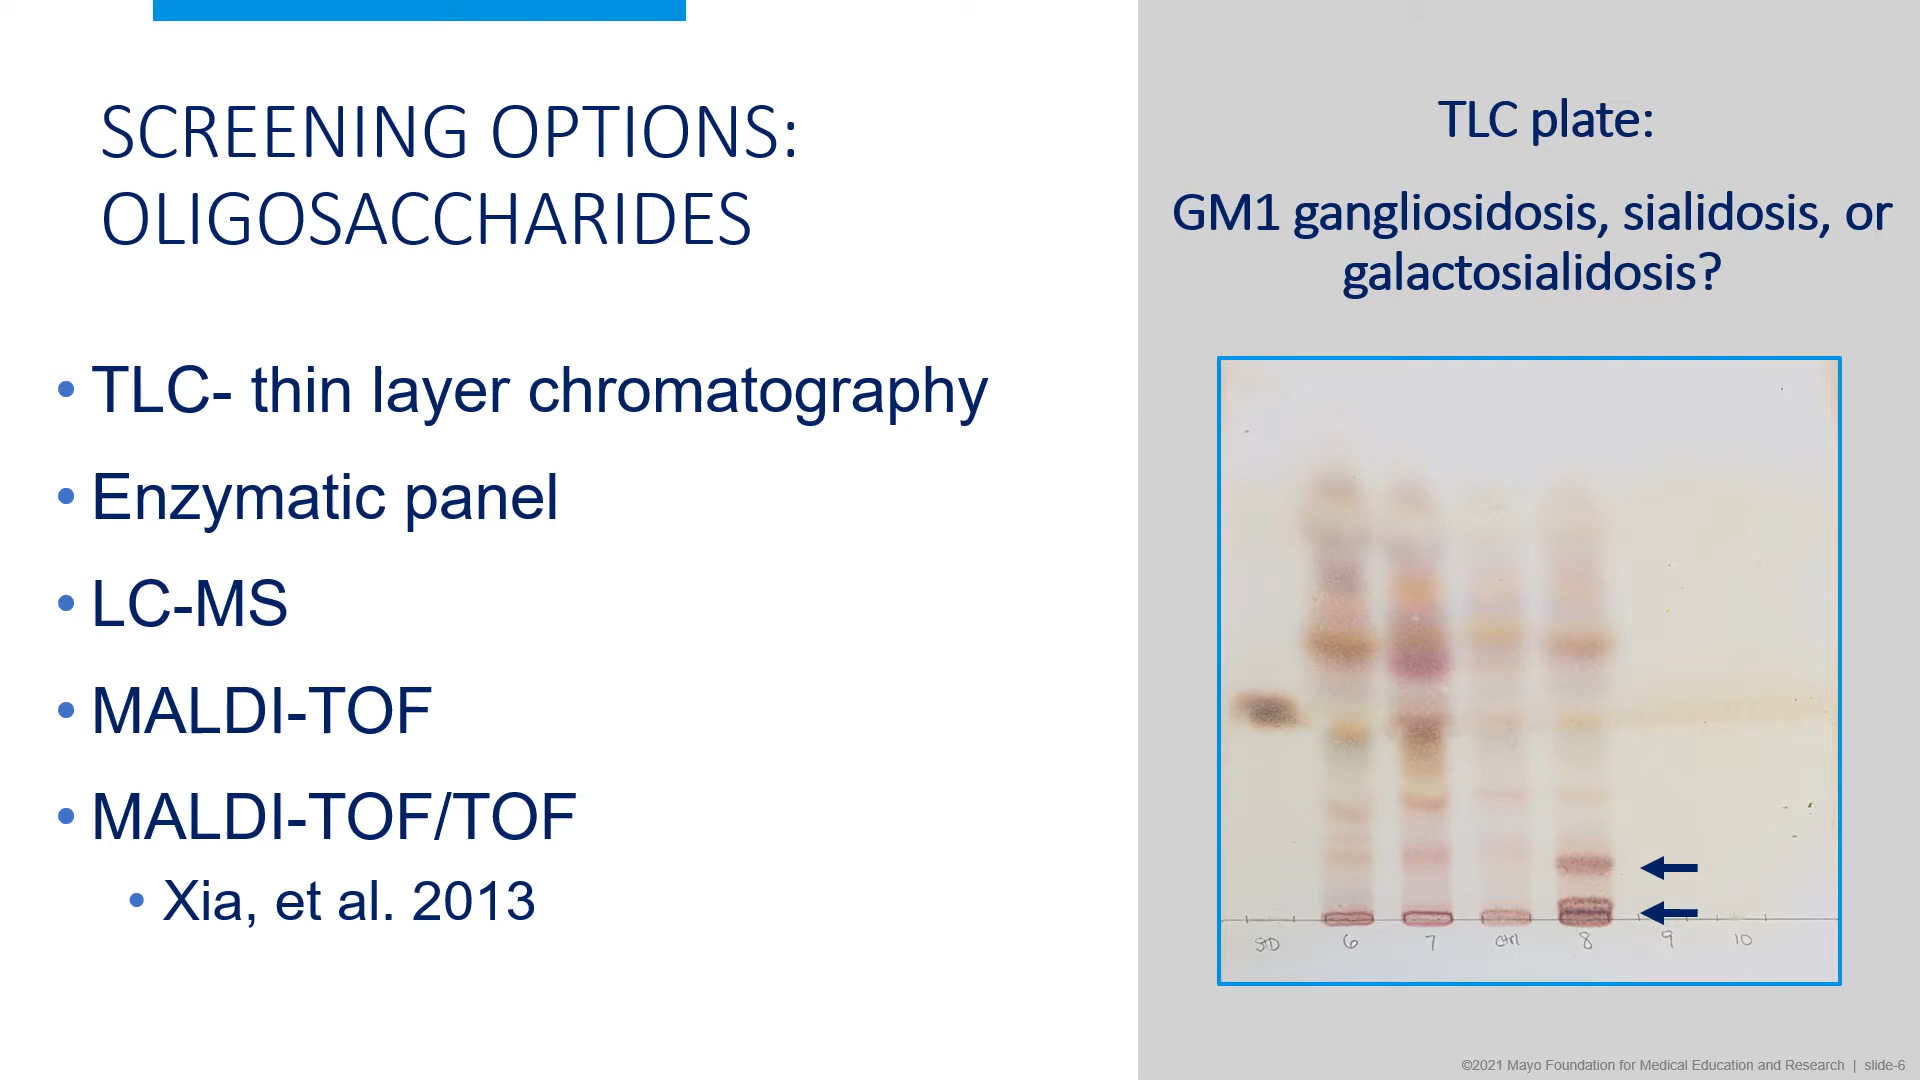 SCREENING OPTIONS:
OLIGOSACCHARIDES
• TLC- thin layer chromatography
• Enzymatic panel
• LC-MS
• MALDI-TOF
• MALDI-TOF/TOF
• Xia, et al. 2013
TLC plate:
GM1 gangliosidosis, sialidosis, or
galactosialidosis?
STD 6 7 Ctrl 8 9 10
©2021 Mayo Foundation for Medical Education and Research | slide-6